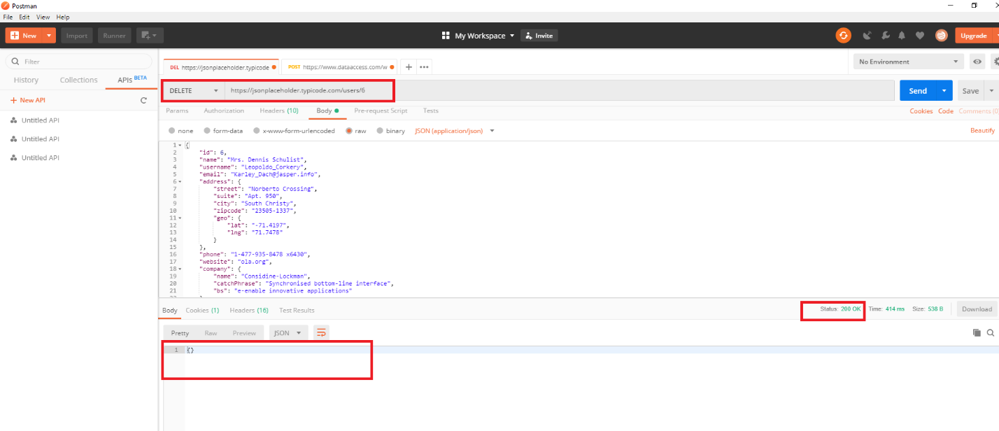 Postman
File Edit View Help
New Import Runner My Workspace Invite Upgrade
Filter
History Collections APIs BETA
New API
Untitled API
Untitled API
Untitled API
DEL https://jsonplaceholder.typicode POST https://www.dataaccess.com/w + ••• No Environment
DELETE https://jsonplaceholder.typicode.com/users/6 Send Save
Params Authorization Headers (10) Body Pre-request Script Tests Cookies Code Comments (0
none form-data x-www-form-urlencoded raw binary JSON (application/json) Beautify
1 {
2 "id": 6,
3 "name": "Mrs. Dennis Schulist",
4 "username": "Leopoldo_Corkery",
5 "email": "Karley_Dach@jasper.info",
6 "address": {
7 "street": "Norberto Crossing",
8 "suite": "Apt. 950",
9 "city": "South Christy",
10 "zipcode": "23505-1337",
11 "geo": {
12 "lat": "-71.4197",
13 "lng": "71.7478"
14 }
15 },
16 "phone": "1-477-935-8478 x6430",
17 "website": "ola.org",
18 "company": {
19 "name": "Considine-Lockman",
20 "catchPhrase": "Synchronised bottom-line interface",
21 "bs": "e-enable innovative applications"
Body Cookies (1) Headers (16) Test Results Status: 200 OK Time: 414 ms Size: 538 B Download
Pretty Raw Preview JSON
1 {}